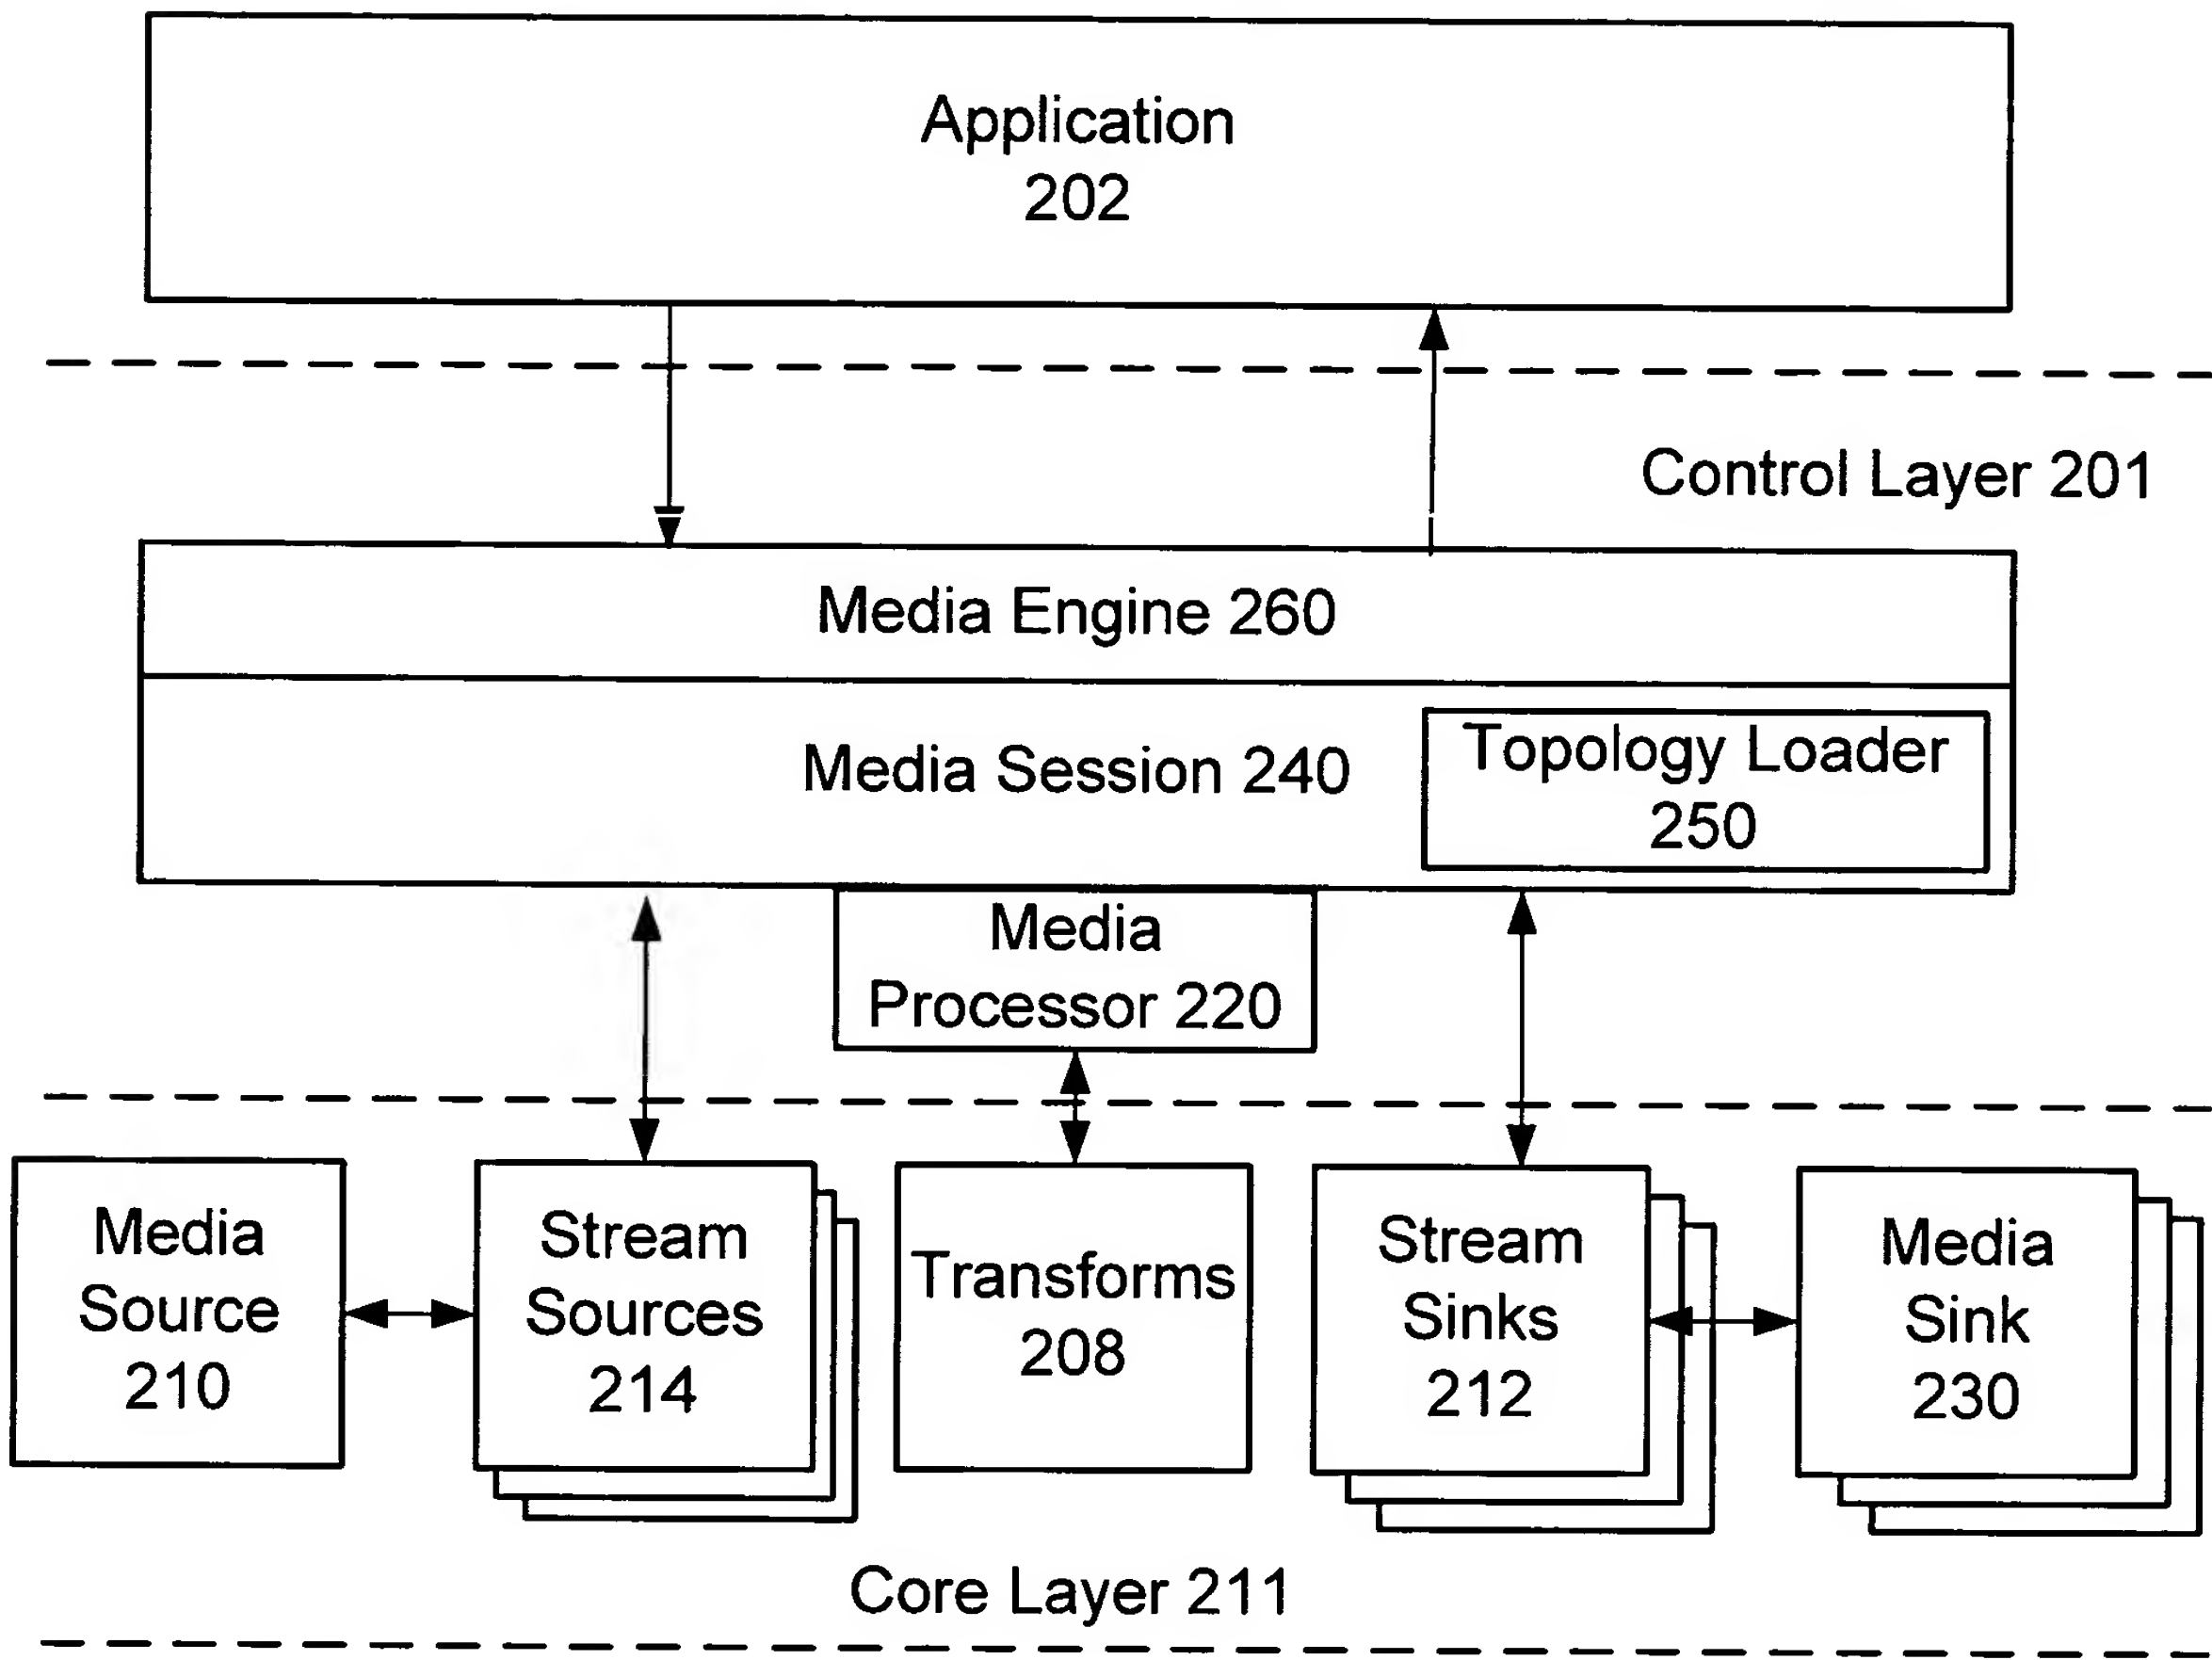 Application
202
Control Layer 201
Media Engine 260
Media Session 240
Topology Loader
250
Media
Processor 220
Media
Source
210
Stream
Sources
214
Transforms
208
Stream
Sinks
212
Media
Sink
230
Core Layer 211